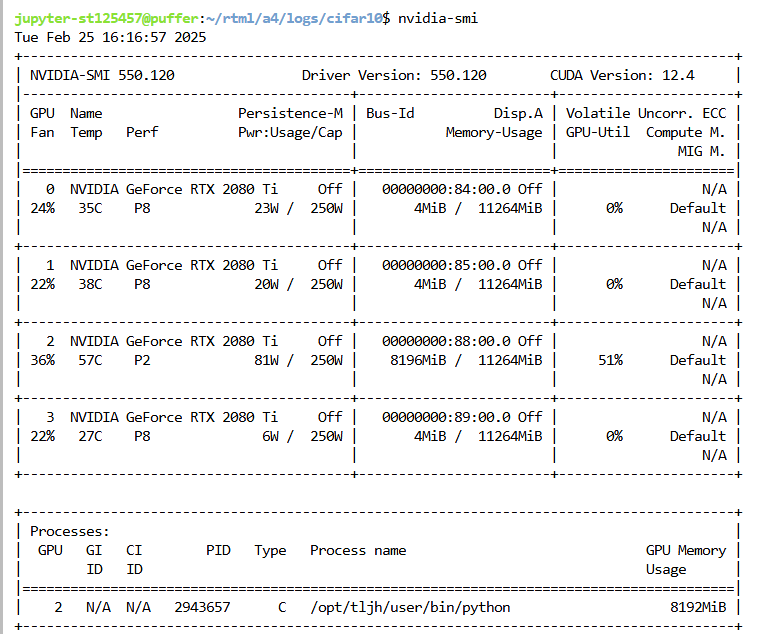 jupyter-st125457@puffer:~/rtml/a4/logs/cifar10$ nvidia-smi
Tue Feb 25 16:16:57 2025
+-----------------------------------------------------------------------------------------+
| NVIDIA-SMI 550.120                Driver Version: 550.120        CUDA Version: 12.4     |
|-----------------------------------------+------------------------+----------------------+
| GPU  Name                 Persistence-M | Bus-Id          Disp.A | Volatile Uncorr. ECC |
| Fan  Temp   Perf          Pwr:Usage/Cap |           Memory-Usage | GPU-Util  Compute M. |
|                                         |                        |               MIG M. |
|=========================================+========================+======================|
|   0  NVIDIA GeForce RTX 2080 Ti     Off |   00000000:84:00.0 Off |                  N/A |
| 24%   35C    P8             23W /  250W |       4MiB /  11264MiB |      0%      Default |
|                                         |                        |                  N/A |
+-----------------------------------------+------------------------+----------------------+
|   1  NVIDIA GeForce RTX 2080 Ti     Off |   00000000:85:00.0 Off |                  N/A |
| 22%   38C    P8             20W /  250W |       4MiB /  11264MiB |      0%      Default |
|                                         |                        |                  N/A |
+-----------------------------------------+------------------------+----------------------+
|   2  NVIDIA GeForce RTX 2080 Ti     Off |   00000000:88:00.0 Off |                  N/A |
| 36%   57C    P2             81W /  250W |    8196MiB /  11264MiB |     51%      Default |
|                                         |                        |                  N/A |
+-----------------------------------------+------------------------+----------------------+
|   3  NVIDIA GeForce RTX 2080 Ti     Off |   00000000:89:00.0 Off |                  N/A |
| 22%   27C    P8              6W /  250W |       4MiB /  11264MiB |      0%      Default |
|                                         |                        |                  N/A |
+-----------------------------------------+------------------------+----------------------+

+-----------------------------------------------------------------------------------------+
| Processes:                                                                              |
|  GPU   GI   CI        PID   Type   Process name                              GPU Memory |
|        ID   ID                                                               Usage      |
|=========================================================================================|
|    2   N/A  N/A   2943657      C   /opt/tljh/user/bin/python                    8192MiB |
+-----------------------------------------------------------------------------------------+